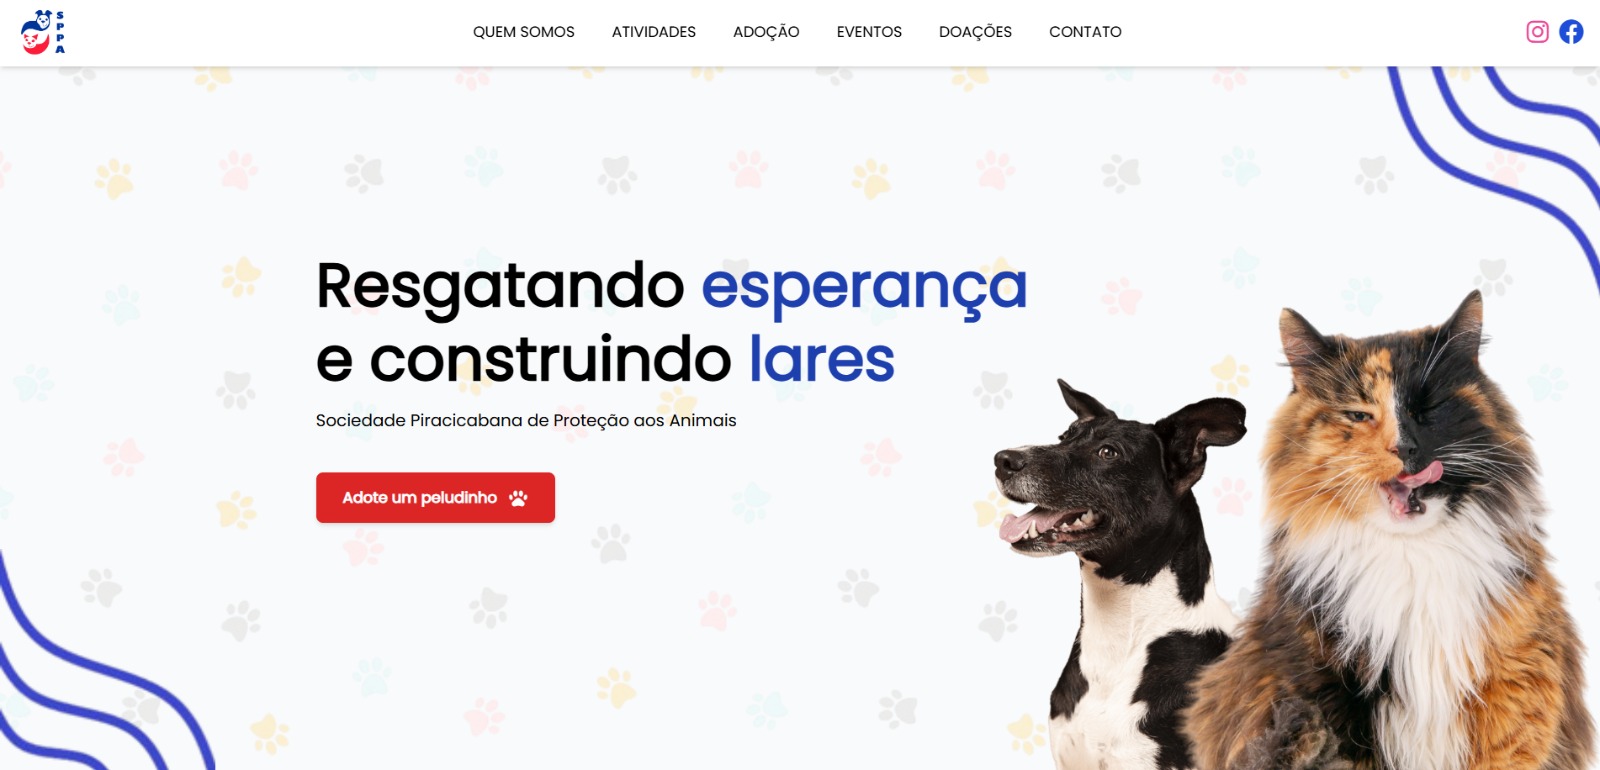 SPPA
QUEM SOMOS
ATIVIDADES
ADOÇÃO
EVENTOS
DOAÇÕES
CONTATO
Resgatando esperança
e construindo lares
Sociedade Piracicabana de Proteção aos Animais
Adote um peludinho